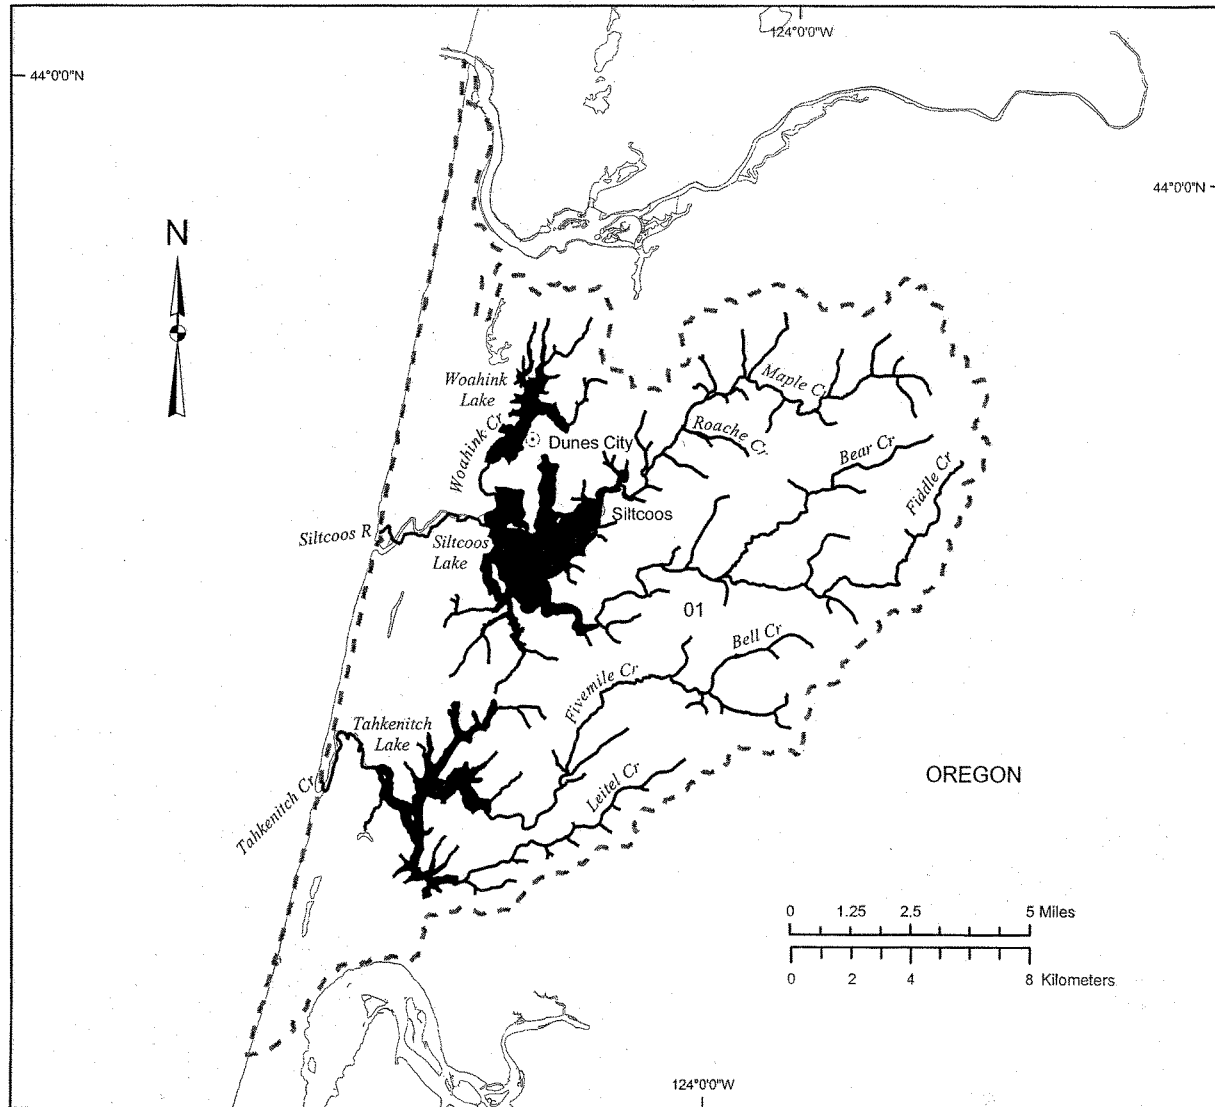 124°0'0"W
44°0'0"N
44°0'0"N
N
Woahink
Lake
Maple Cr
Woahink Cr
Dunes City
Roache Cr
Bear Cr
Fiddle Cr
Siltcoos
Siltcoos R
Siltcoos
Lake
01
Bell Cr
Fivemile Cr
Tahkenitch
Lake
Leitel Cr
Tahkenitch Cr
OREGON
0 1.25 2.5 5 Miles
0 2 4 8 Kilometers
124°0'0"W